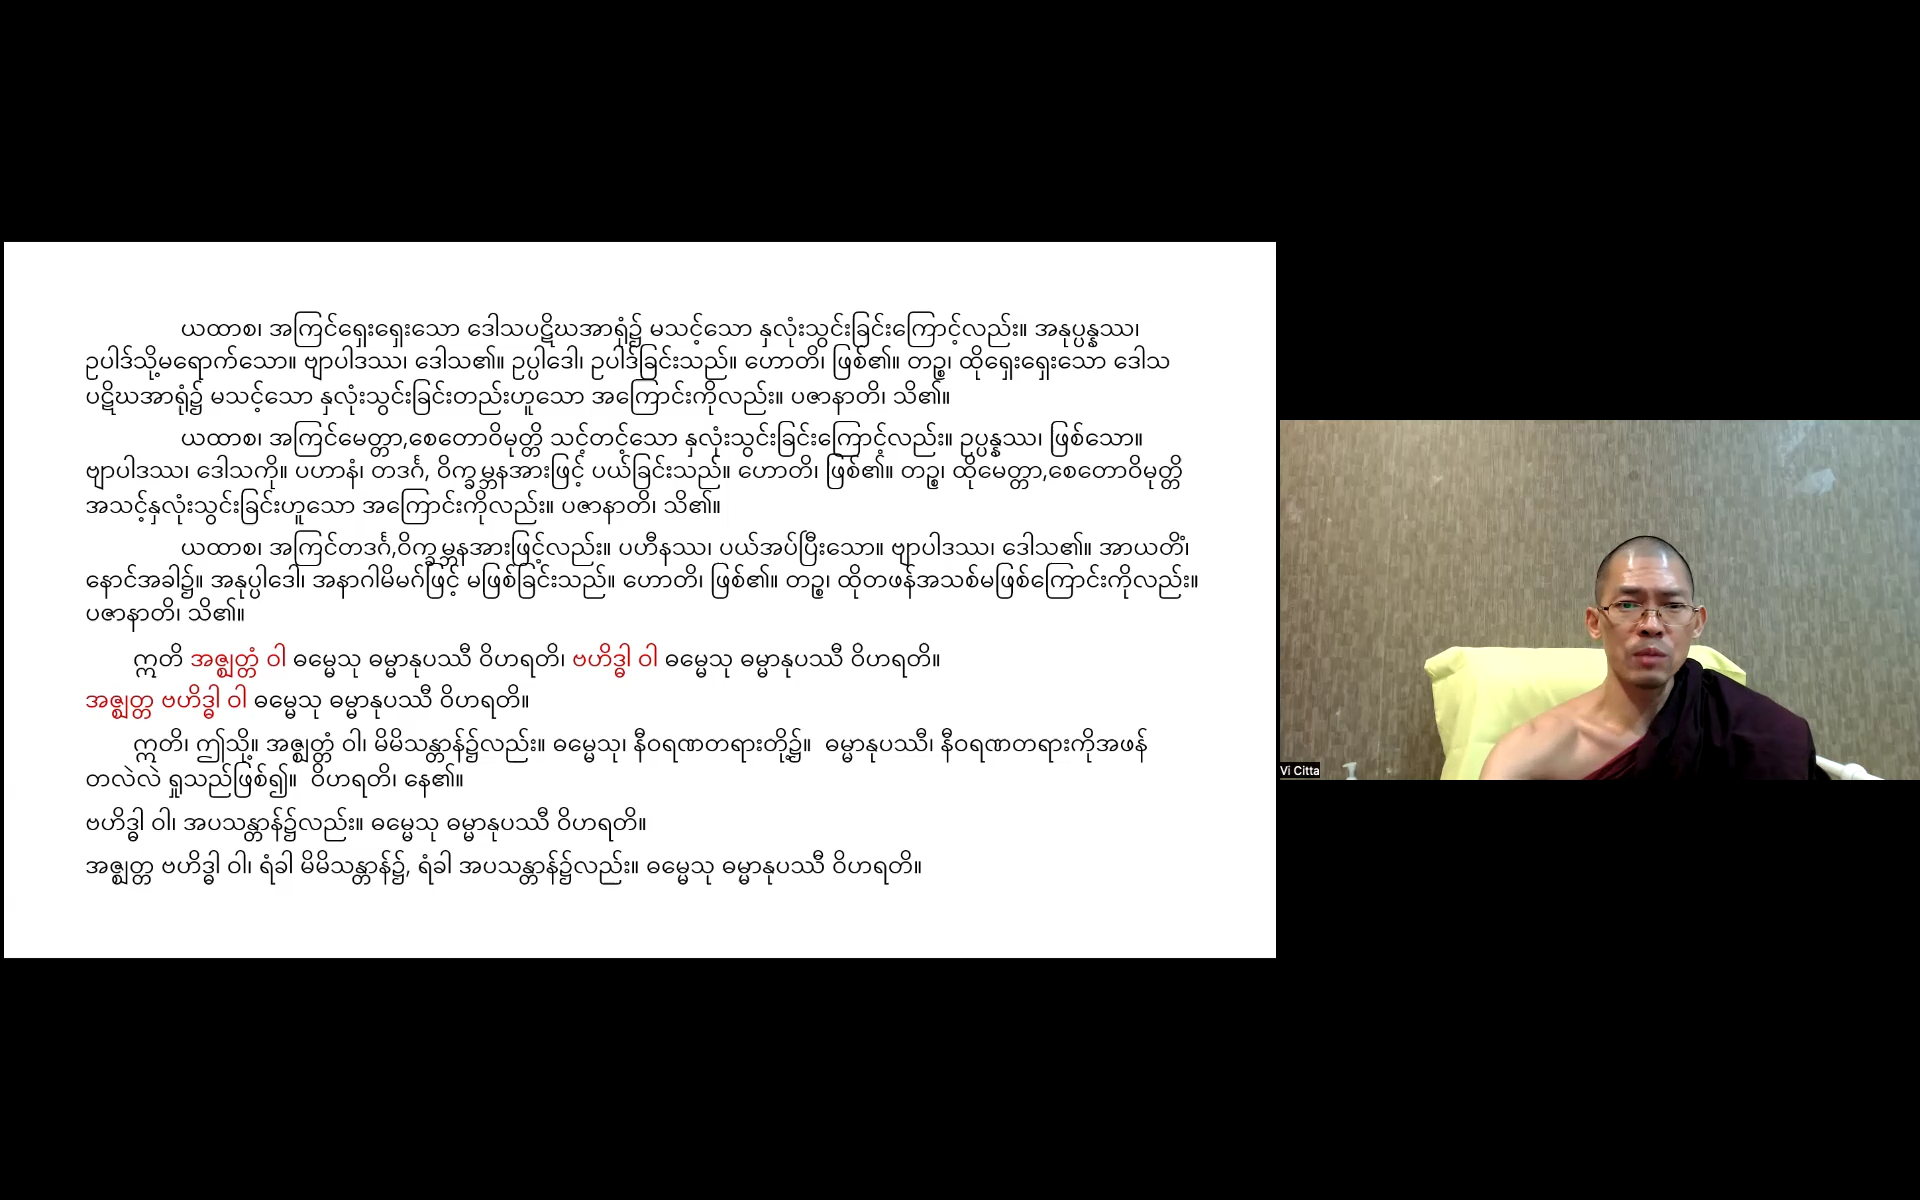 ယထာစ၊ အကြင်ရှေးရှေးသော ဒေါသပဋိဃအာရုံ၌ မသင့်သော နှလုံးသွင်းခြင်းကြောင့်လည်း။ အနုပ္ပန္နဿ၊
ဥပါဒ်သို့မရောက်သော။ ဗျာပါဒဿ၊ ဒေါသ၏။ ဥပ္ပါဒေါ၊ ဥပါဒ်ခြင်းသည်။ ဟောတိ၊ ဖြစ်၏။ တဉ္စ၊ ထိုရှေးရှေးသော ဒေါသ
ပဋိဃအာရုံ၌ မသင့်သော နှလုံးသွင်းခြင်းတည်းဟူသော အကြောင်းကိုလည်း။ ပဇာနာတိ၊ သိ၏။
ယထာစ၊ အကြင်မေတ္တာ,စေတောဝိမုတ္တိ သင့်တင့်သော နှလုံးသွင်းခြင်းကြောင့်လည်း။ ဥပ္ပန္နဿ၊ ဖြစ်သော။
ဗျာပါဒဿ၊ ဒေါသကို။ ပဟာနံ၊ တဒင်္ဂ, ဝိက္ခမ္ဘနအားဖြင့် ပယ်ခြင်းသည်။ ဟောတိ၊ ဖြစ်၏။ တဉ္စ၊ ထိုမေတ္တာ,စေတောဝိမုတ္တိ
အသင့်နှလုံးသွင်းခြင်းဟူသော အကြောင်းကိုလည်း။ ပဇာနာတိ၊ သိ၏။
ယထာစ၊ အကြင်တဒင်္ဂ,ဝိက္ခမ္ဘနအားဖြင့်လည်း။ ပဟီနဿ၊ ပယ်အပ်ပြီးသော။ ဗျာပါဒဿ၊ ဒေါသ၏။ အာယတိံ၊
နောင်အခါ၌။ အနုပ္ပါဒေါ၊ အနာဂါမိမဂ်ဖြင့် မဖြစ်ခြင်းသည်။ ဟောတိ၊ ဖြစ်၏။ တဉ္စ၊ ထိုတဖန်အသစ်မဖြစ်ကြောင်းကိုလည်း။
ပဇာနာတိ၊ သိ၏။
ဣတိ အဇ္ဈတ္တံ ဝါ ဓမ္မေသု ဓမ္မာနုပဿီ ဝိဟရတိ၊ ဗဟိဒ္ဓါ ဝါ ဓမ္မေသု ဓမ္မာနုပဿီ ဝိဟရတိ။
အဇ္ဈတ္တ ဗဟိဒ္ဓါ ဝါ ဓမ္မေသု ဓမ္မာနုပဿီ ဝိဟရတိ။
ဣတိ၊ ဤသို့။ အဇ္ဈတ္တံ ဝါ၊ မိမိသန္တာန်၌လည်း။ ဓမ္မေသု၊ နီဝရဏတရားတို့၌။ ဓမ္မာနုပဿီ၊ နီဝရဏတရားကိုအဖန်
တလဲလဲ ရှုသည်ဖြစ်၍။ ဝိဟရတိ၊ နေ၏။
ဗဟိဒ္ဓါ ဝါ၊ အပသန္တာန်၌လည်း။ ဓမ္မေသု ဓမ္မာနုပဿီ ဝိဟရတိ။
အဇ္ဈတ္တ ဗဟိဒ္ဓါ ဝါ၊ ရံခါ မိမိသန္တာန်၌, ရံခါ အပသန္တာန်၌လည်း။ ဓမ္မေသု ဓမ္မာနုပဿီ ဝိဟရတိ။
Vi Citta